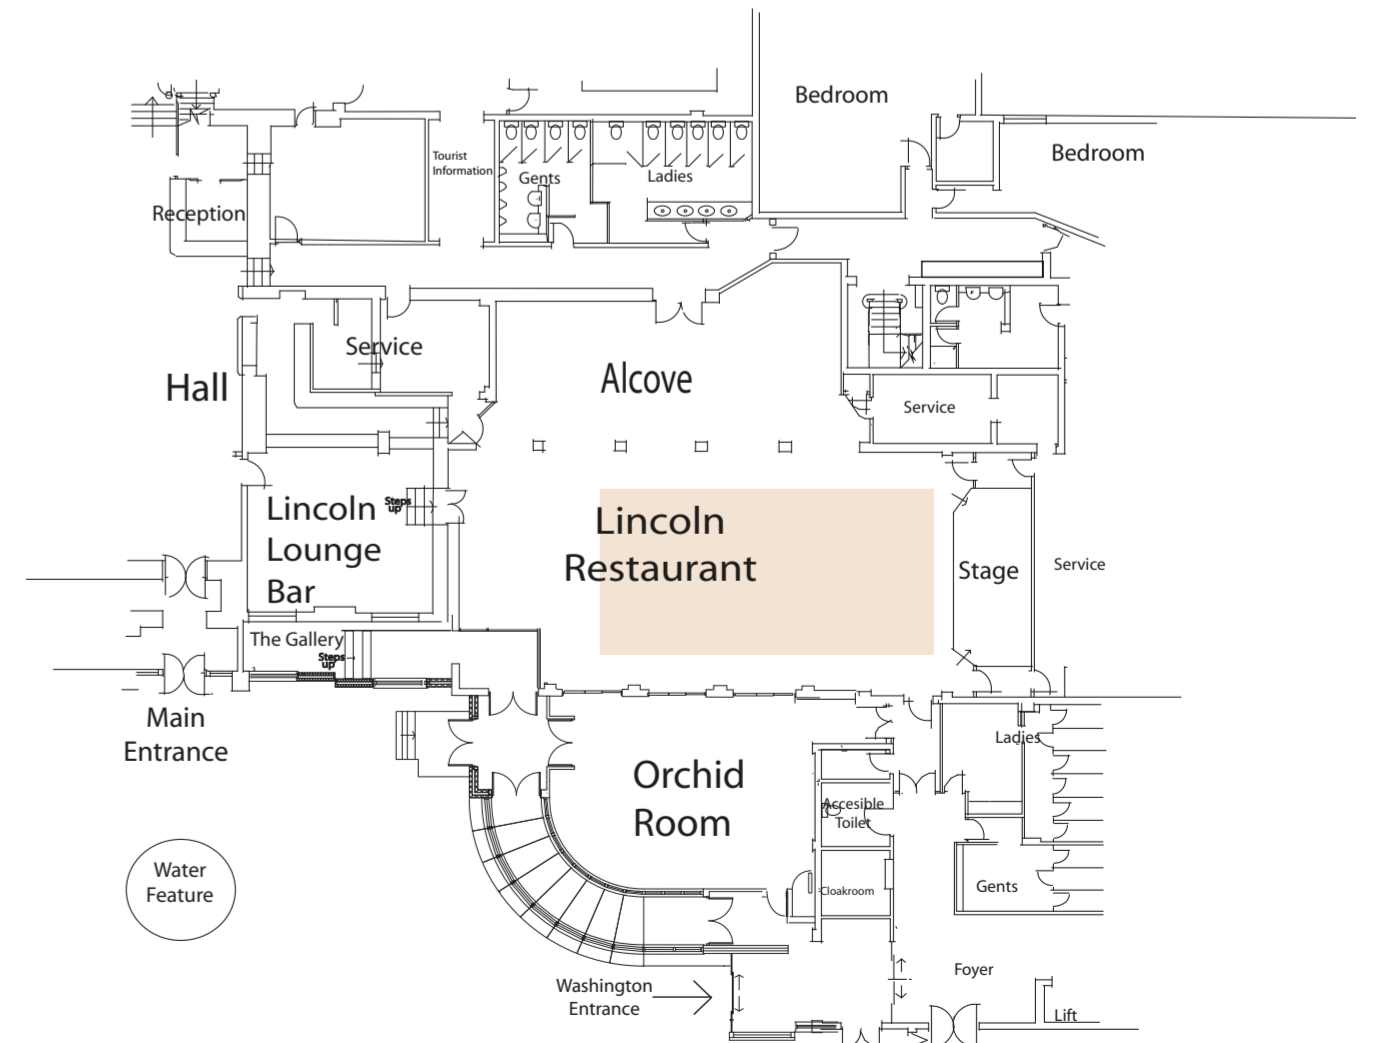 Bedroom
Bedroom
Tourist
Information
Gents
Ladies
Reception
Service
Hall
Alcove
Service
Lincoln
Lounge
Bar
Steps
up
Lincoln
Restaurant
Stage
Service
The Gallery
Steps
up
Main
Entrance
Ladies
Orchid
Room
Accesible
Toilet
Water
Feature
Cloakroom
Gents
Washington
Entrance
Foyer
Lift